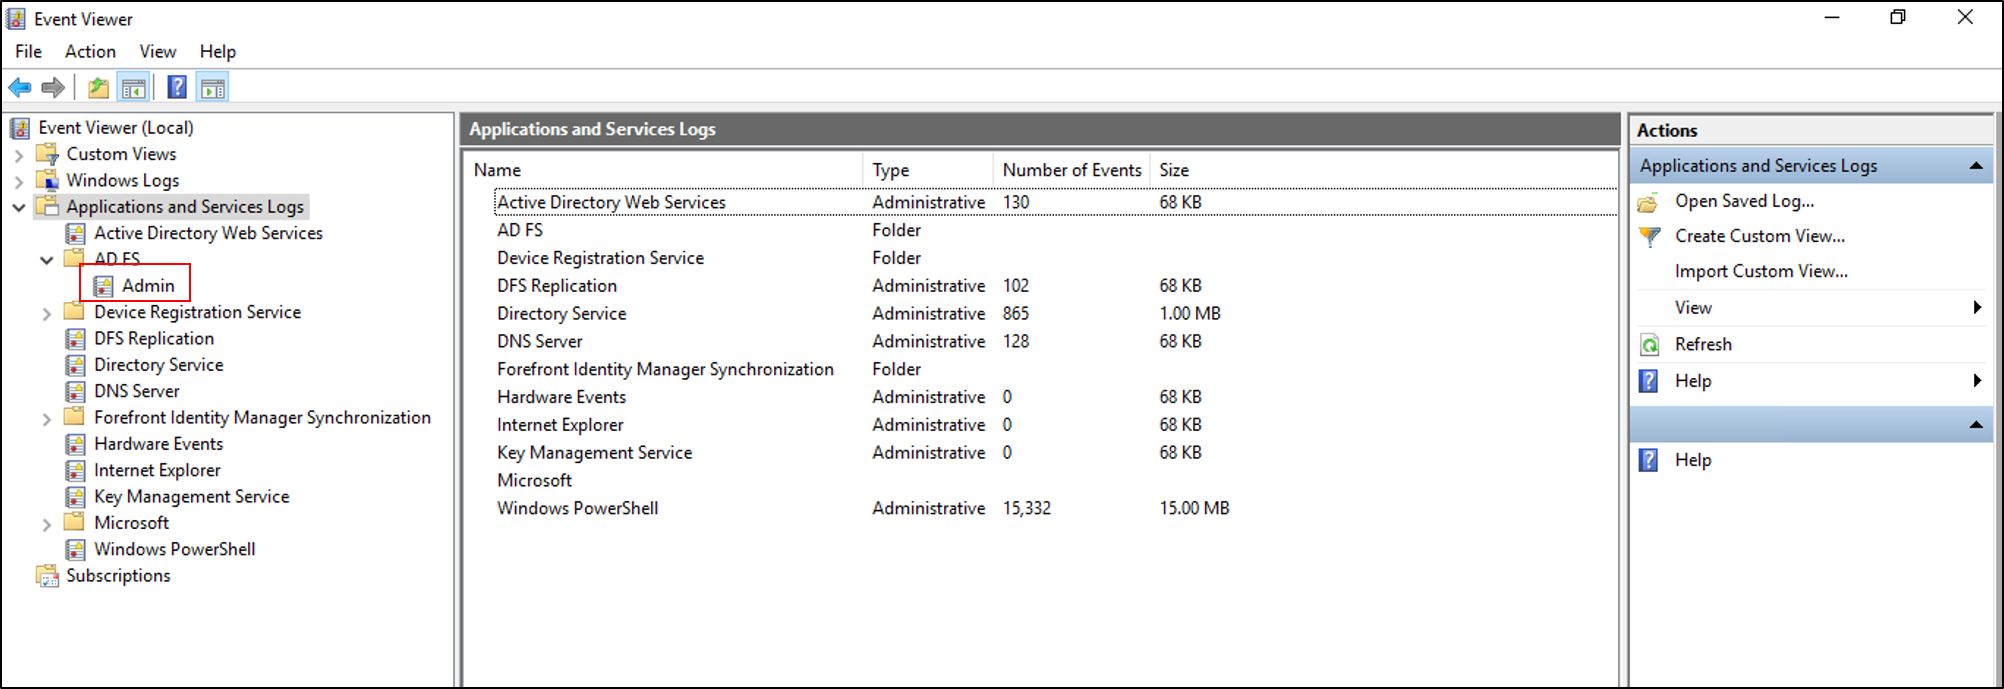 Event Viewer
File Action View Help
Event Viewer (Local)
Custom Views
Windows Logs
Applications and Services Logs
Active Directory Web Services
AD FS
Admin
Device Registration Service
DFS Replication
Directory Service
DNS Server
Forefront Identity Manager Synchronization
Hardware Events
Internet Explorer
Key Management Service
Microsoft
Windows PowerShell
Subscriptions
Applications and Services Logs
Name Type Number of Events Size
Active Directory Web Services Administrative 130 68 KB
AD FS Folder
Device Registration Service Folder
DFS Replication Administrative 102 68 KB
Directory Service Administrative 865 1.00 MB
DNS Server Administrative 128 68 KB
Forefront Identity Manager Synchronization Folder
Hardware Events Administrative 0 68 KB
Internet Explorer Administrative 0 68 KB
Key Management Service Administrative 0 68 KB
Microsoft
Windows PowerShell Administrative 15,332 15.00 MB
Actions
Applications and Services Logs
Open Saved Log...
Create Custom View...
Import Custom View...
View
Refresh
Help
Help